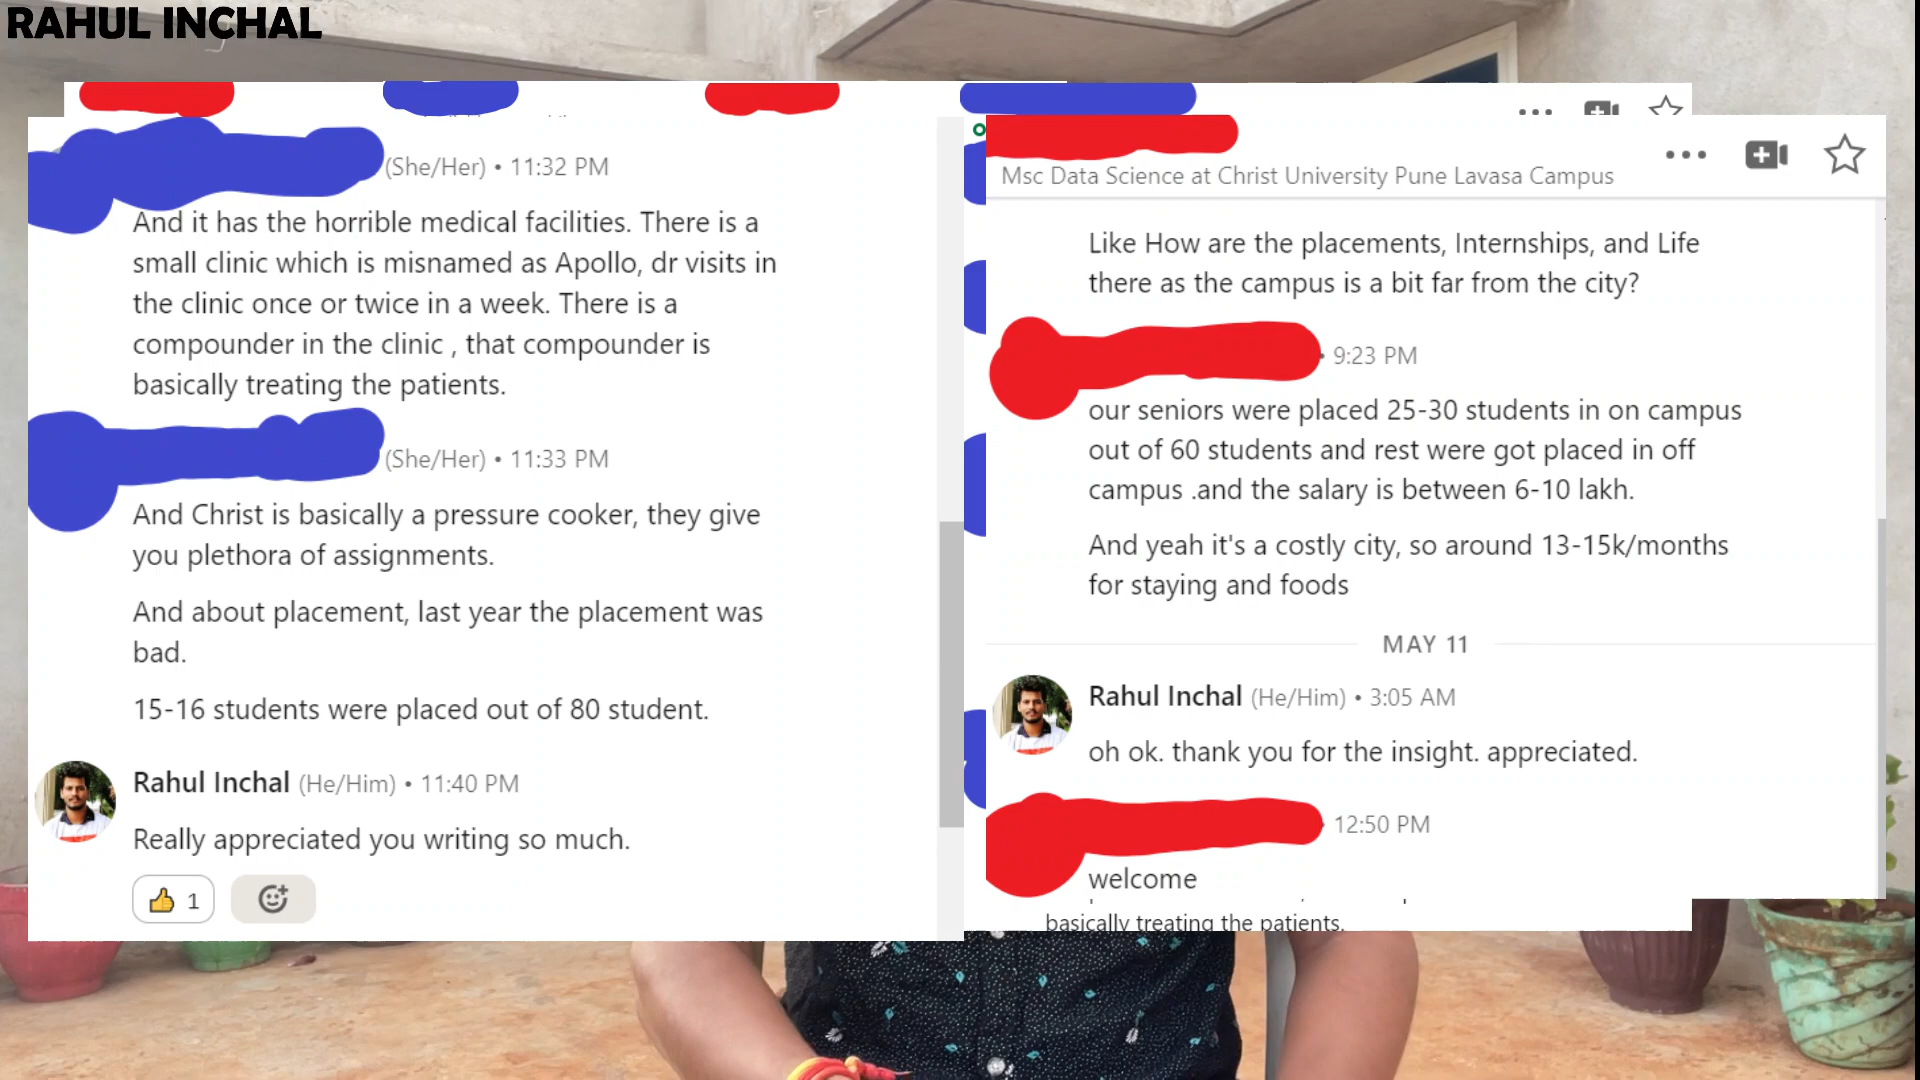 RAHUL INCHAL
(She/Her) • 11:32 PM
And it has the horrible medical facilities. There is a
small clinic which is misnamed as Apollo, dr visits in
the clinic once or twice in a week. There is a
compounder in the clinic , that compounder is
basically treating the patients.
(She/Her) • 11:33 PM
And Christ is basically a pressure cooker, they give
you plethora of assignments.
And about placement, last year the placement was
bad.
15-16 students were placed out of 80 student.
Rahul Inchal (He/Him) • 11:40 PM
Really appreciated you writing so much.
1
Msc Data Science at Christ University Pune Lavasa Campus
Like How are the placements, Internships, and Life
there as the campus is a bit far from the city?
• 9:23 PM
our seniors were placed 25-30 students in on campus
out of 60 students and rest were got placed in off
campus .and the salary is between 6-10 lakh.
And yeah it's a costly city, so around 13-15k/months
for staying and foods
MAY 11
Rahul Inchal (He/Him) • 3:05 AM
oh ok. thank you for the insight. appreciated.
• 12:50 PM
welcome
basically treating the patients.